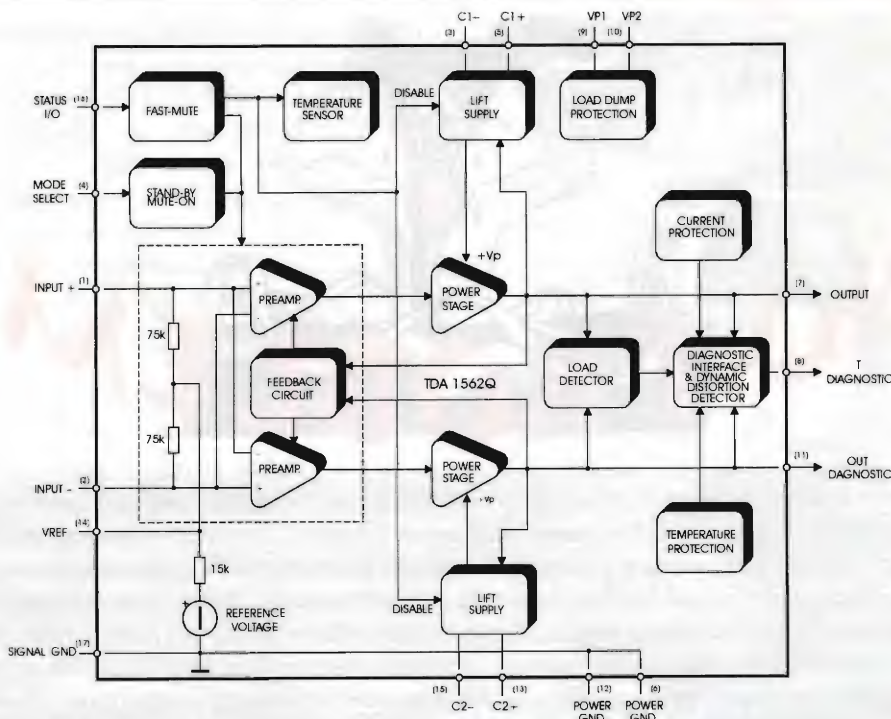 C1-
C1+
VP1
VP2
(3)
(5)
(9)
(10)
STATUS
I/O
(16)
FAST-MUTE
TEMPERATURE
SENSOR
DISABLE
LIFT
SUPPLY
LOAD DUMP
PROTECTION
MODE
SELECT
(4)
STAND-BY
MUTE-ON
CURRENT
PROTECTION
+Vp
INPUT +
(1)
PREAMP.
POWER
STAGE
(7)
OUTPUT
75k
FEEDBACK
CIRCUIT
TDA 1562Q
LOAD
DETECTOR
DIAGNOSTIC
INTERFACE
& DYNAMIC
DISTORTION
DETECTOR
(8)
T
DIAGNOSTIC
75k
PREAMP.
POWER
STAGE
(11)
OUT
DAGNOSTIC
INPUT -
(2)
VREF
(14)
TEMPERATURE
PROTECTION
15k
LIFT
SUPPLY
DISABLE
+
REFERENCE
VOLTAGE
SIGNAL GND
(17)
(15)
(13)
(12)
(6)
C2-
C2+
POWER
GND
POWER
GND